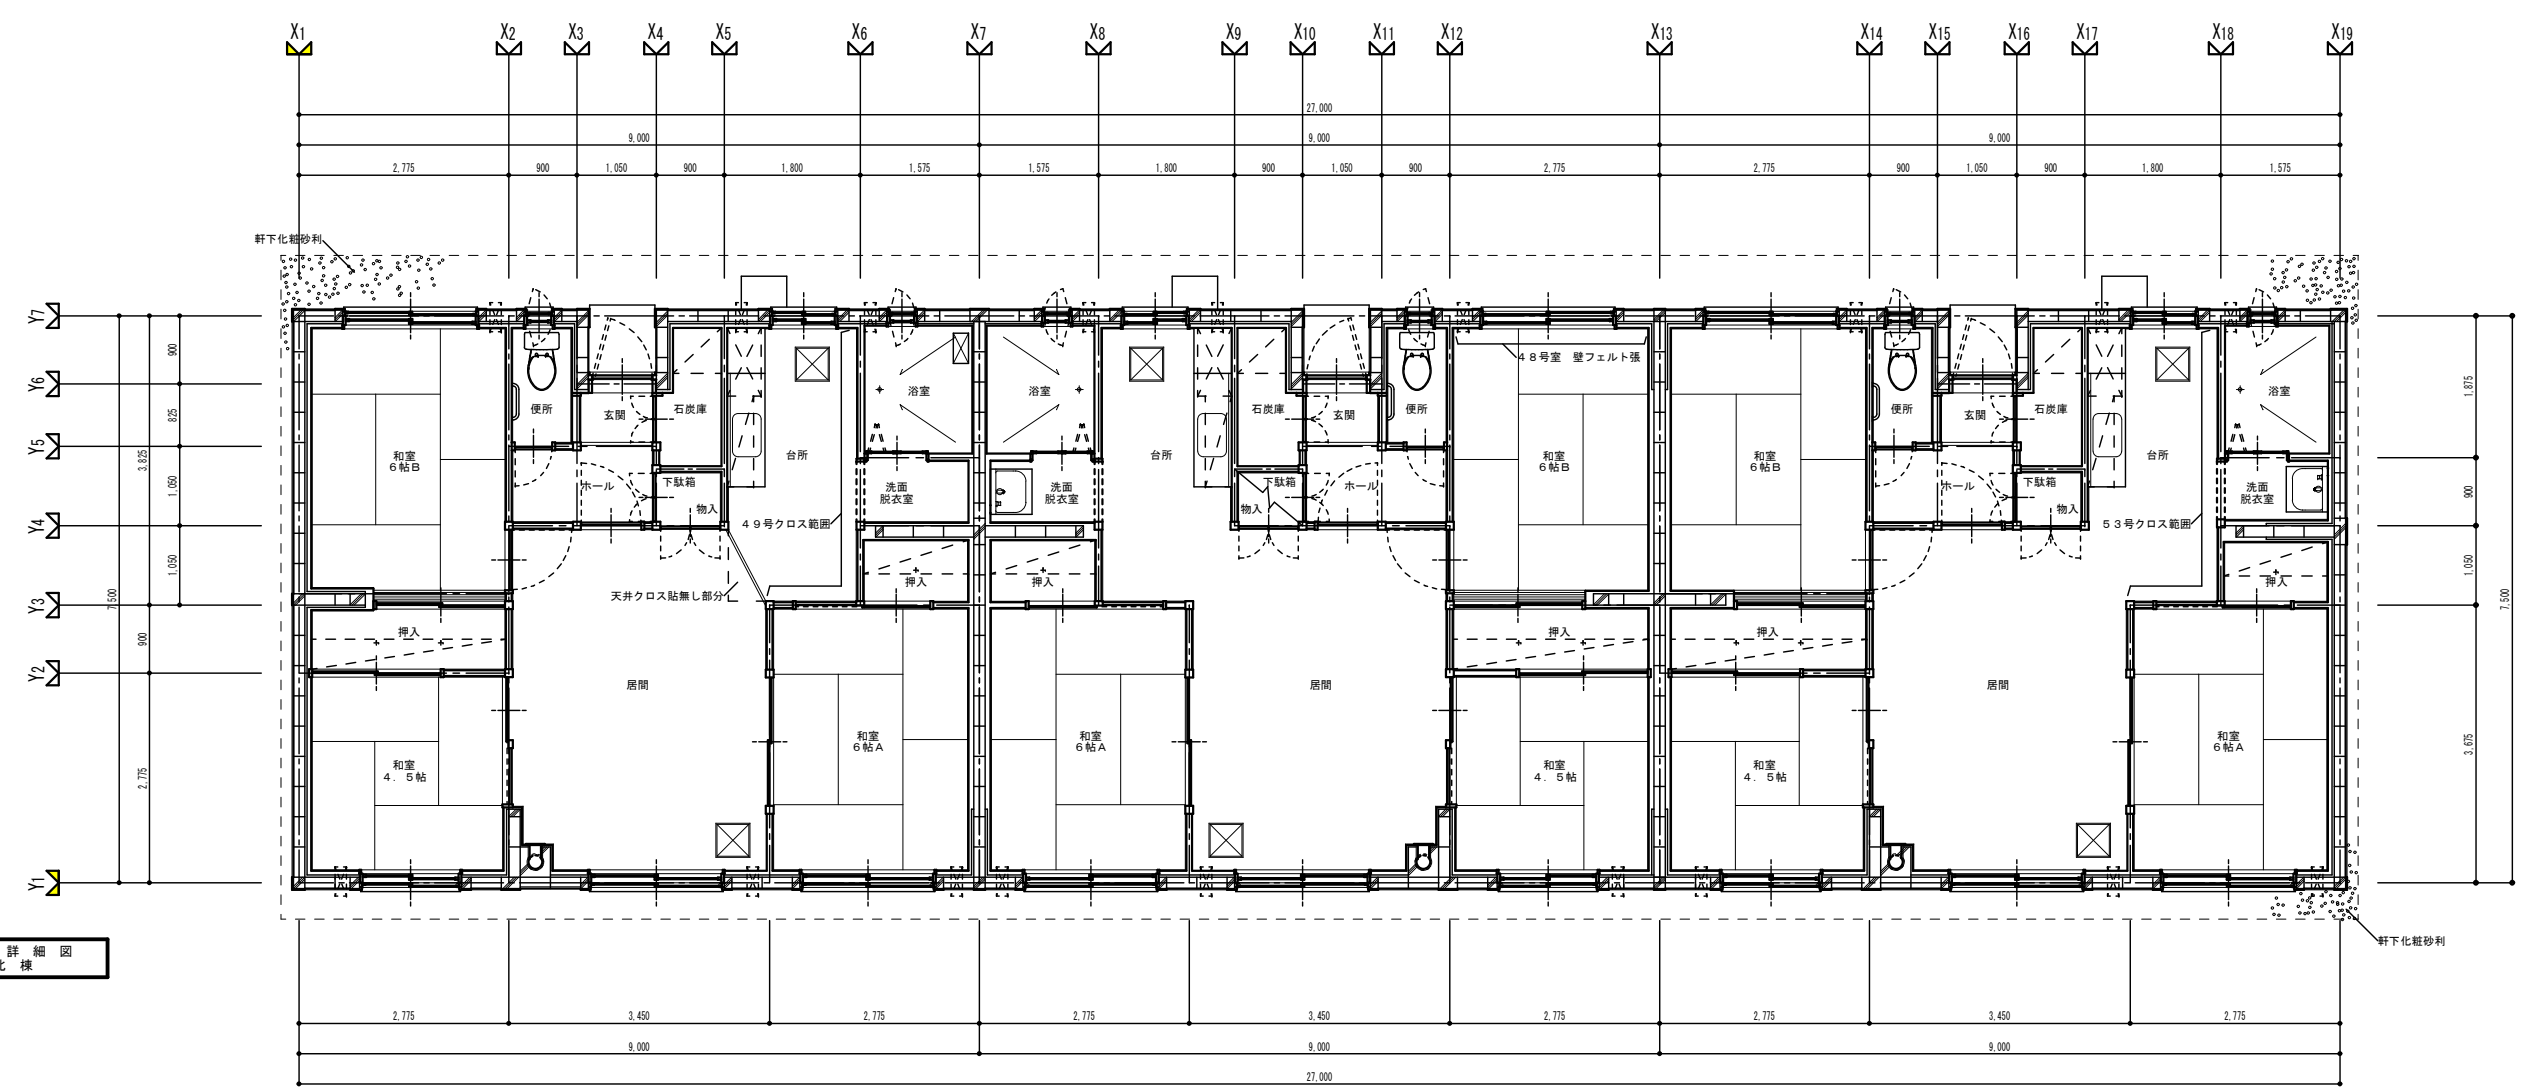 X1 X2 X3 X4 X5 X6 X7 X8 X9 X10 X11 X12 X13 X14 X15 X16 X17 X18 X19
27,000
9,000 9,000 9,000
2,775 900 1,050 900 1,800 1,575 1,575 1,800 900 1,050 900 2,775 2,775 900 1,050 900 1,800 1,575
軒下化粧砂利
Y7
Y6
Y5
Y4
Y3
Y2
Y1
900
825
1,050
1,050
3,825
900
2,775
7,500
和室
6帖B
便所
玄関
石炭庫
ホール
下駄箱
物入
台所
浴室
洗面
脱衣室
49号クロス範囲
天井クロス貼無し部分
押入
押入
居間
和室
4.5帖
和室
6帖A
浴室
洗面
脱衣室
台所
石炭庫
玄関
便所
下駄箱
物入
ホール
48号室 壁フェルト張
和室
6帖B
押入
押入
居間
和室
6帖A
和室
4.5帖
和室
6帖B
便所
玄関
石炭庫
ホール
下駄箱
物入
台所
浴室
洗面
脱衣室
53号クロス範囲
押入
押入
居間
和室
4.5帖
和室
6帖A
1,875
900
1,050
3,675
7,500
軒下化粧砂利
詳細図
棟
2,775 3,450 2,775 2,775 3,450 2,775 2,775 3,450 2,775
9,000 9,000 9,000
27,000